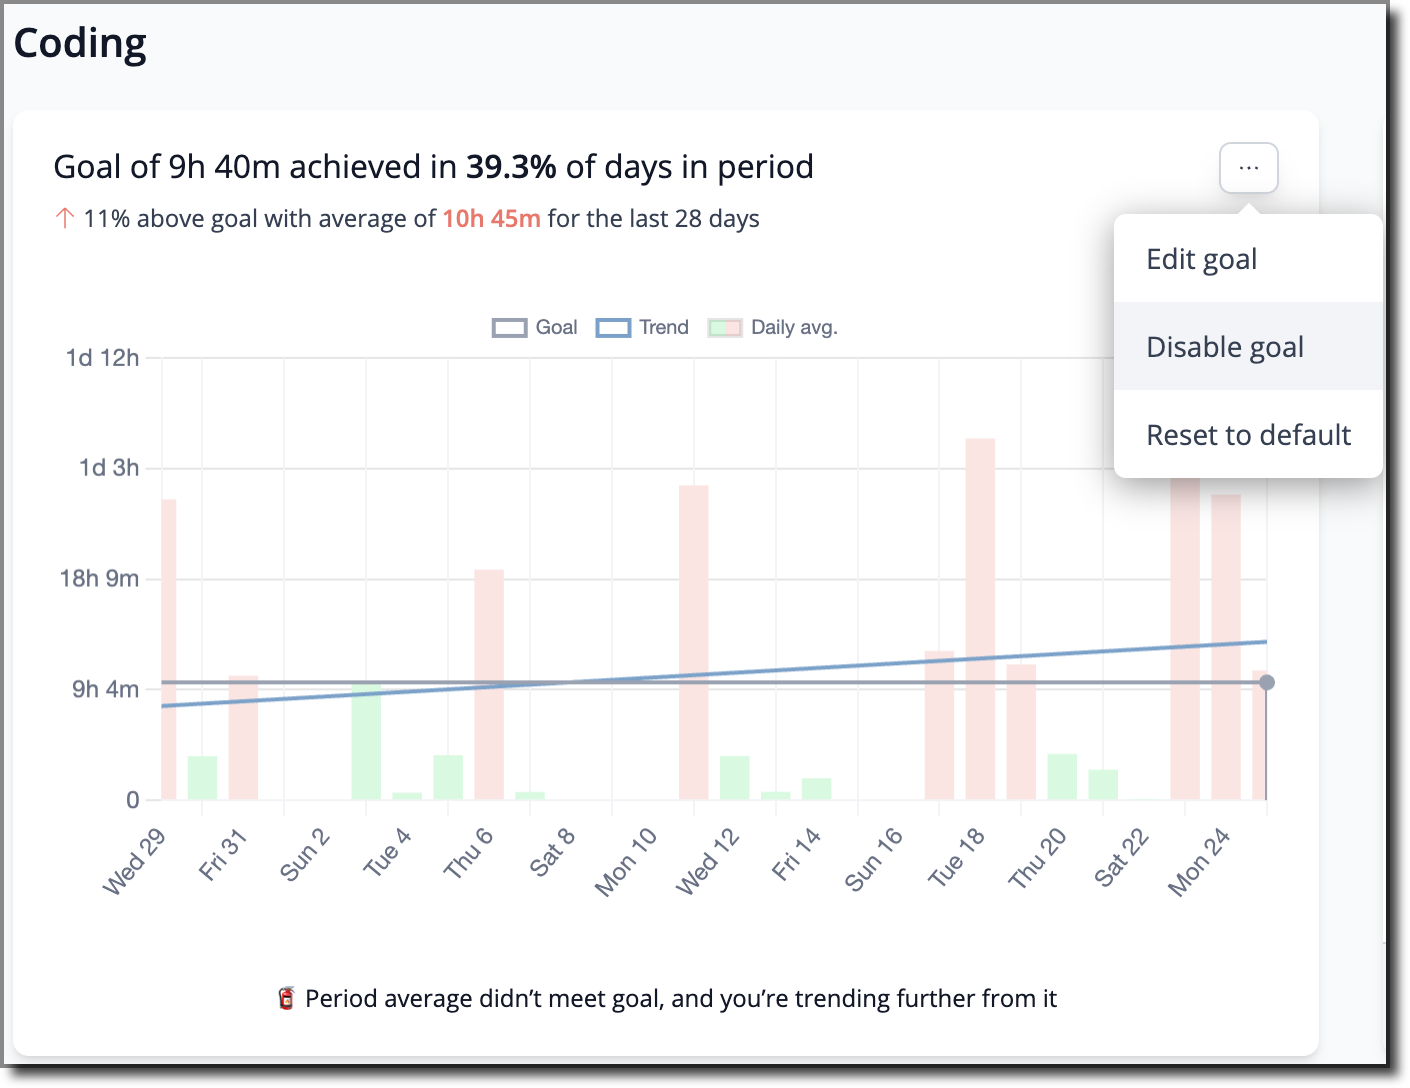 Coding
Goal of 9h 40m achieved in 39.3% of days in period
...
↑ 11% above goal with average of 10h 45m for the last 28 days
Edit goal
Disable goal
Reset to default
Goal Trend Daily avg.
1d 12h
1d 3h
18h 9m
9h 4m
0
Wed 29 Fri 31 Sun 2 Tue 4 Thu 6 Sat 8 Mon 10 Wed 12 Fri 14 Sun 16 Tue 18 Thu 20 Sat 22 Mon 24
🧯 Period average didn’t meet goal, and you’re trending further from it